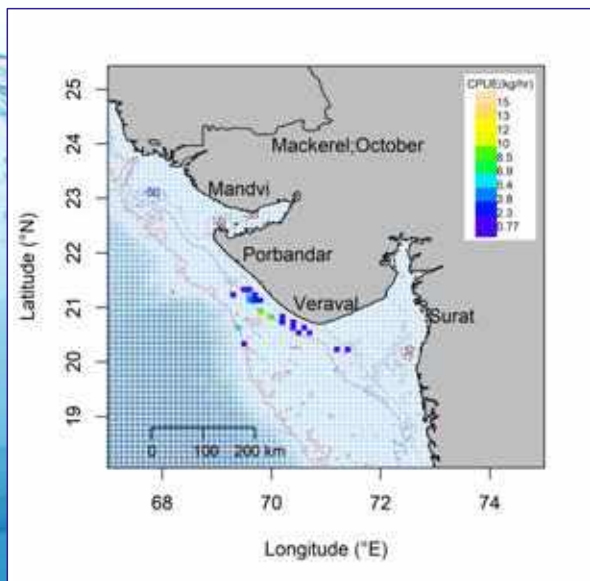 CPUE(kg/hr)
15
13
12
10
8.5
6.9
5.4
3.8
2.3
0.77
Mackerel;October
Mandvi
Porbandar
Veraval
Surat
Latitude (°N)
25
24
23
22
21
20
19
0 100 200 km
68 70 72 74
Longitude (°E)